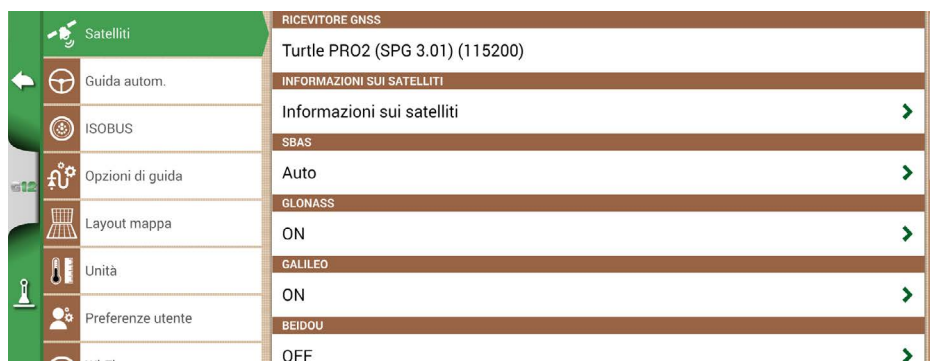 Satelliti
Guida autom.
ISOBUS
Opzioni di guida
Layout mappa
Unità
Preferenze utente
RICEVITORE GNSS
Turtle PRO2 (SPG 3.01) (115200)
INFORMAZIONI SUI SATELLITI
Informazioni sui satelliti
SBAS
Auto
GLONASS
ON
GALILEO
ON
BEIDOU
OFF